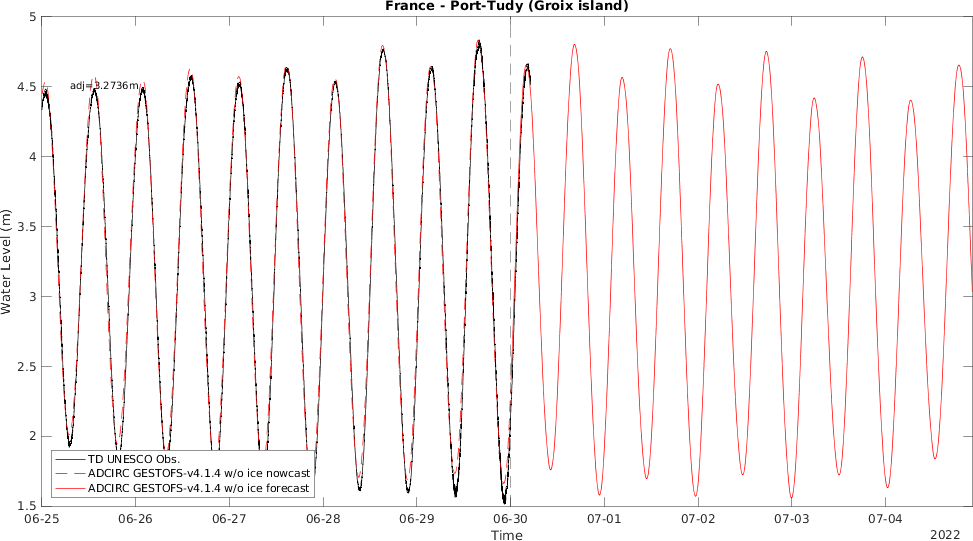 France - Port-Tudy (Groix island)
5
4.5
4
3.5
3
2.5
2
1.5
Water Level (m)
adj=3.2736m
TD UNESCO Obs.
ADCIRC GESTOFS-v4.1.4 w/o ice nowcast
ADCIRC GESTOFS-v4.1.4 w/o ice forecast
06-25 06-26 06-27 06-28 06-29 06-30 07-01 07-02 07-03 07-04
Time
2022